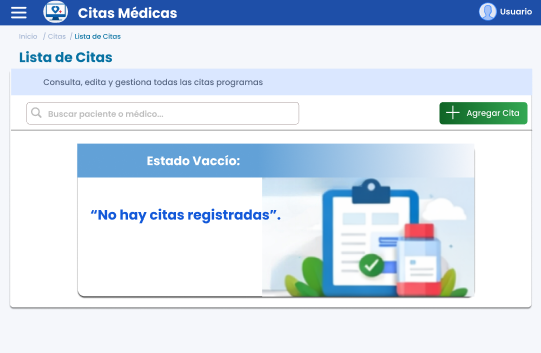 Citas Médicas
Usuario
Inicio / Citas / Lista de Citas
Lista de Citas
Consulta, edita y gestiona todas las citas programas
Buscar paciente o médico...
Agregar Cita
Estado Vaccío:
“No hay citas registradas”.